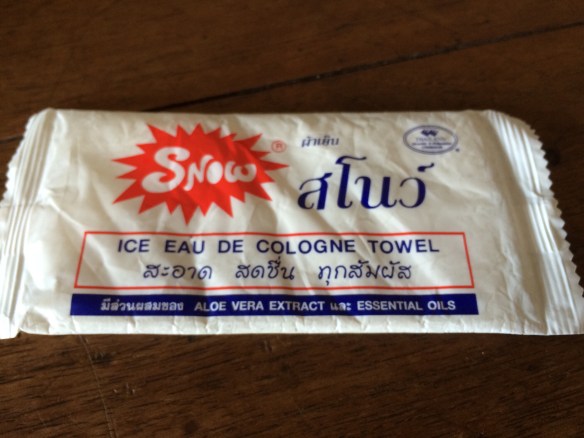 SNOW ®
ผ้าเย็น
สโนว์
ICE EAU DE COLOGNE TOWEL
สะอาด สดชื่น ทุกสัมผัส
มีส่วนผสมของ ALOE VERA EXTRACT และ ESSENTIAL OILS